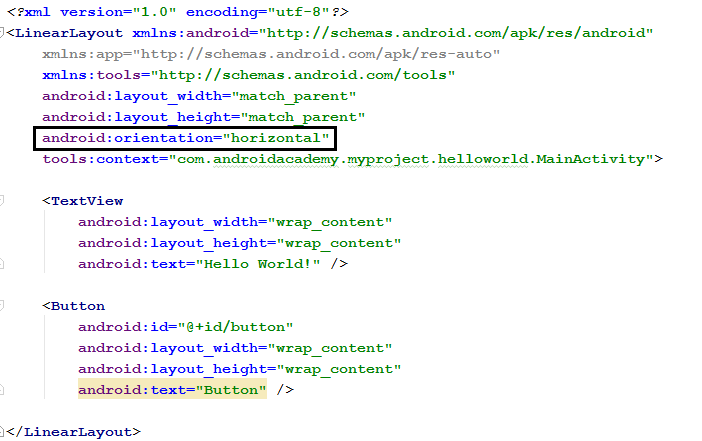 <?xml version="1.0" encoding="utf-8"?>
<LinearLayout xmlns:android="http://schemas.android.com/apk/res/android"
xmlns:app="http://schemas.android.com/apk/res-auto"
xmlns:tools="http://schemas.android.com/tools"
android:layout_width="match_parent"
android:layout_height="match_parent"
android:orientation="horizontal"
tools:context="com.androidacademy.myproject.helloworld.MainActivity">
<TextView
android:layout_width="wrap_content"
android:layout_height="wrap_content"
android:text="Hello World!" />
<Button
android:id="@+id/button"
android:layout_width="wrap_content"
android:layout_height="wrap_content"
android:text="Button" />
</LinearLayout>